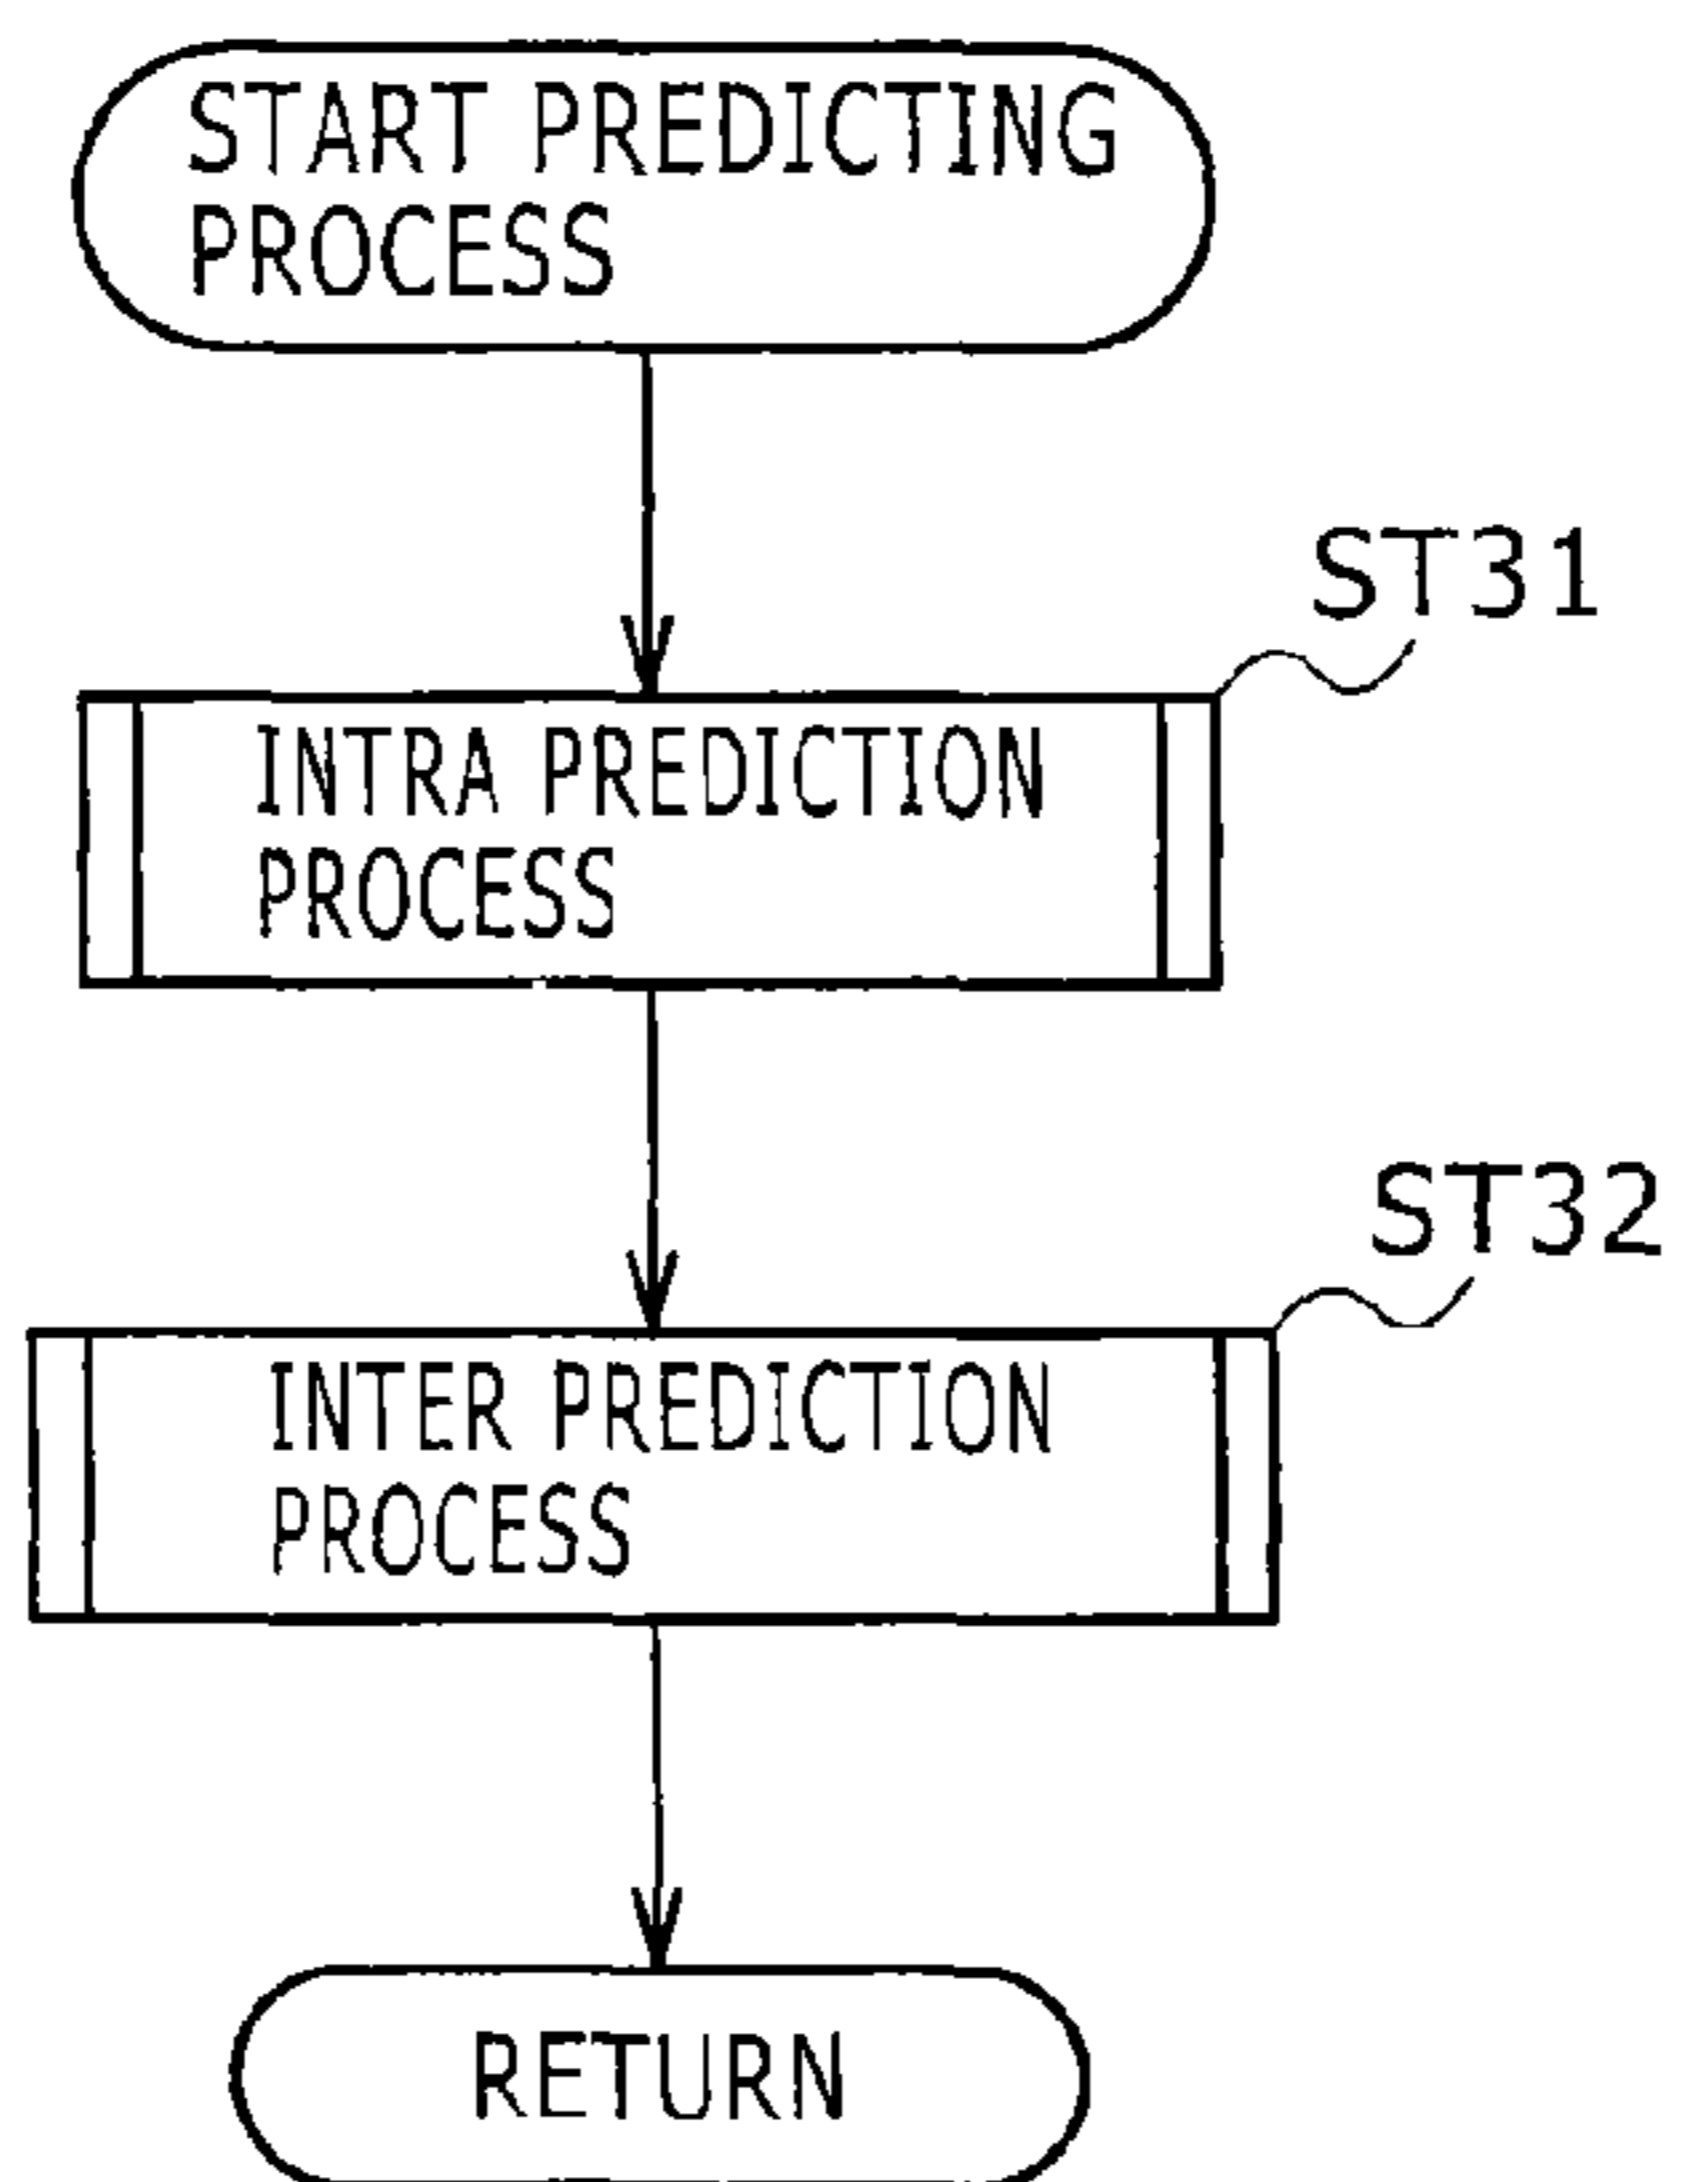 START PREDICTING
PROCESS
ST31
INTRA PREDICTION
PROCESS
ST32
INTER PREDICTION
PROCESS
RETURN